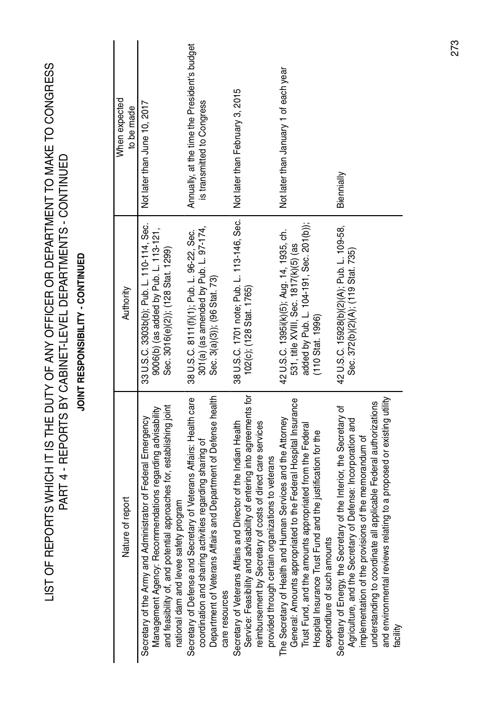 LIST OF REPORTS WHICH IT IS THE DUTY OF ANY OFFICER OR DEPARTMENT TO MAKE TO CONGRESS
PART 4 - REPORTS BY CABINET-LEVEL DEPARTMENTS - CONTINUED
JOINT RESPONSIBILITY - CONTINUED
Nature of report
Authority
When expected
to be made
Secretary of the Army and Administrator of Federal Emergency
Management Agency: Recommendations regarding advisability
and feasibility of, and potential approaches for, establishing joint
national dam and levee safety program
33 U.S.C. 3303b(b); Pub. L. 110-114, Sec.
9006(b) (as added by Pub. L. 113-121,
Sec. 3016(e)(2)); (128 Stat. 1299)
Not later than June 10, 2017
Secretary of Defense and Secretary of Veterans Affairs: Health care
coordination and sharing activities regarding sharing of
Department of Veterans Affairs and Department of Defense health
care resources
38 U.S.C. 8111(f)(1); Pub. L. 96-22, Sec.
301(a) (as amended by Pub. L. 97-174,
Sec. 3(a)(3)); (96 Stat. 73)
Annually, at the time the President's budget
is transmitted to Congress
Secretary of Veterans Affairs and Director of the Indian Health
Service: Feasibility and advisability of entering into agreements for
reimbursement by Secretary of costs of direct care services
provided through certain organizations to veterans
38 U.S.C. 1701 note; Pub. L. 113-146, Sec.
102(c); (128 Stat. 1765)
Not later than February 3, 2015
The Secretary of Health and Human Services and the Attorney
General: Amounts appropriated to the Federal Hospital Insurance
Trust Fund, and the amounts appropriated from the Federal
Hospital Insurance Trust Fund and the justification for the
expenditure of such amounts
42 U.S.C. 1395i(k)(5); Aug. 14, 1935, ch.
531, title XVIII, Sec. 1817(k)(5) (as
added by Pub. L. 104-191, Sec. 201(b));
(110 Stat. 1996)
Not later than January 1 of each year
Secretary of Energy, the Secretary of the Interior, the Secretary of
Agriculture, and the Secretary of Defense: Incorporation and
implementation of the provisions of the memorandum of
understanding to coordinate all applicable Federal authorizations
and environmental reviews relating to a proposed or existing utility
facility
42 U.S.C. 15928(b)(2)(A); Pub. L. 109-58,
Sec. 372(b)(2)(A); (119 Stat. 735)
Biennially
273